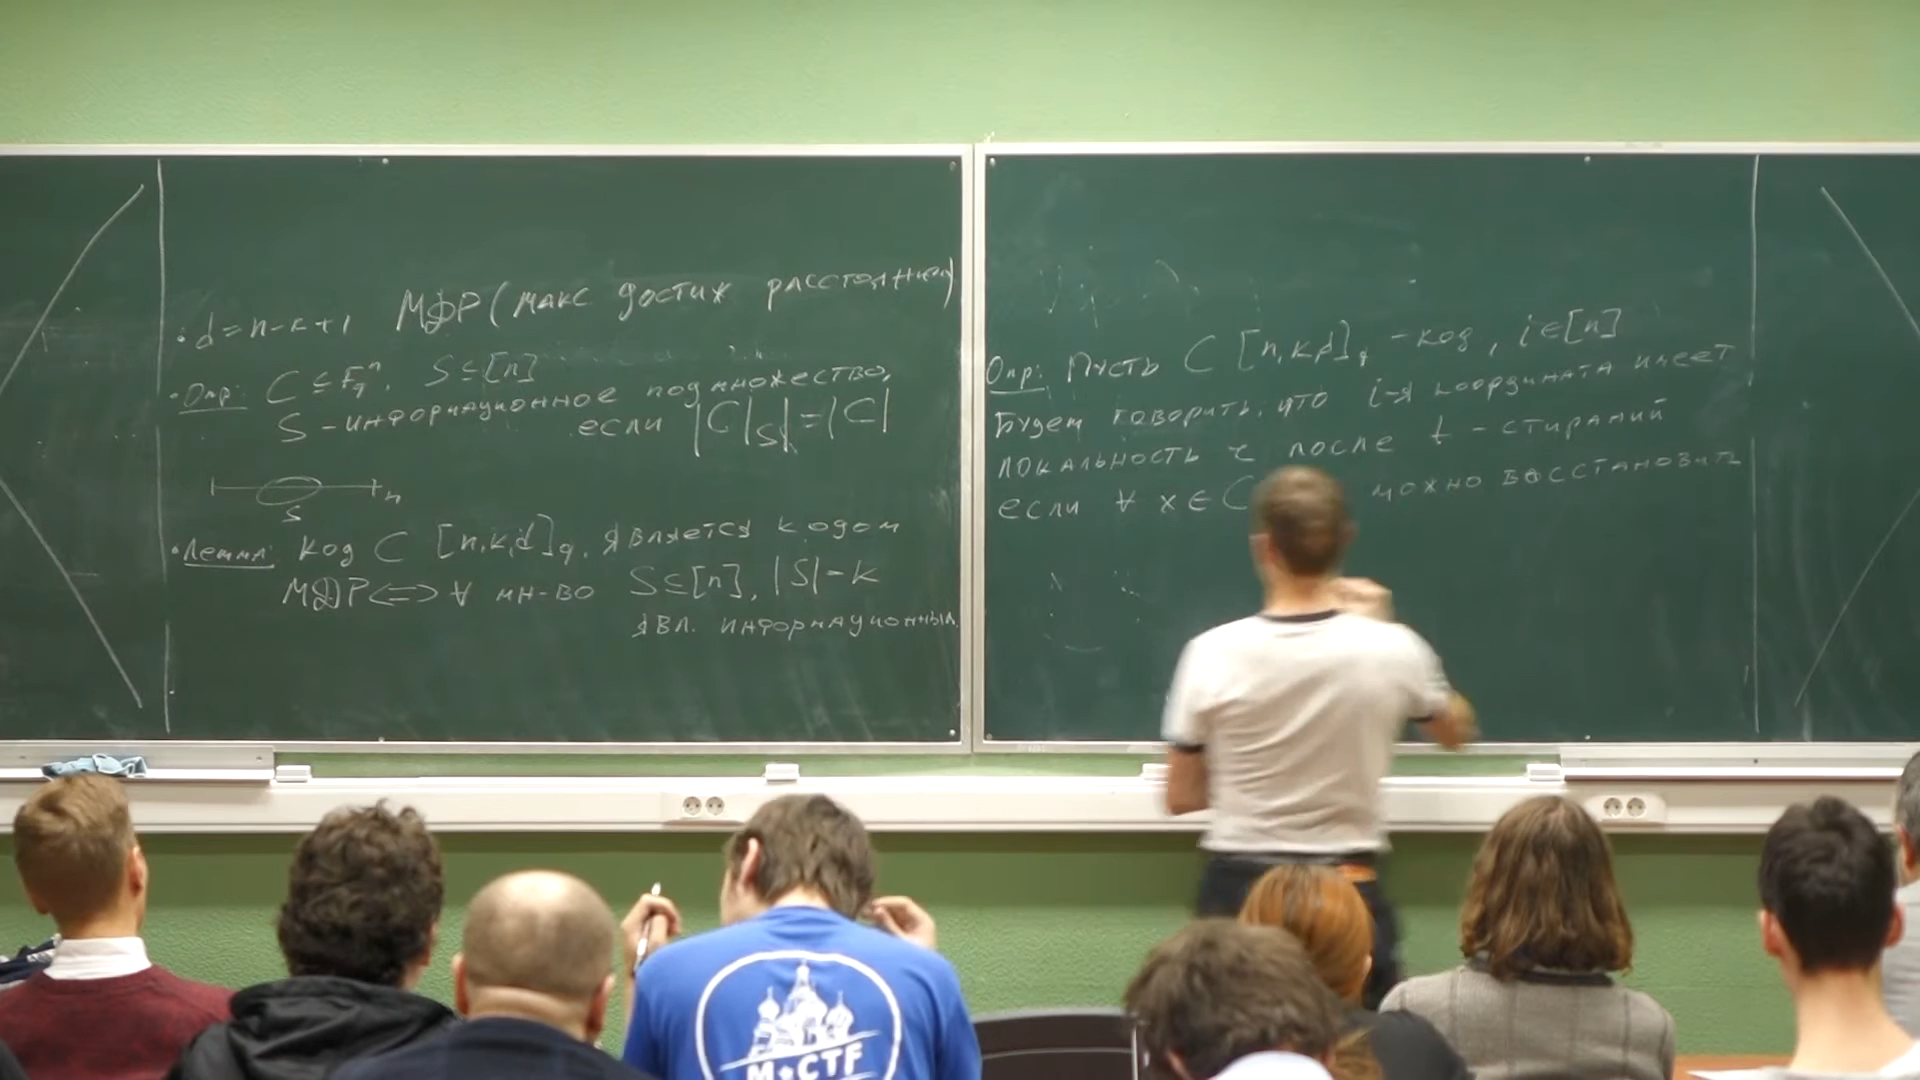 · d = n-k+1 МДР (макс достиж расстоянием)
· Опр: C ⊆ F_q^n. S ⊆ [n]
S - информационное подмножество,
если |C|_S| = |C|
S n
· Лемма: Код C [n,k,d]_q. является кодом
МДР <=> ∀ мн-во S ⊆ [n], |S| = k
явл. информационным.
Опр: Пусть C [n,k,d]_q - код, i ∈ [n]
Будем говорить, что i-я координата имеет
локальность r после t - стираний
если ∀ x ∈ C можно восстановить
M★CTF